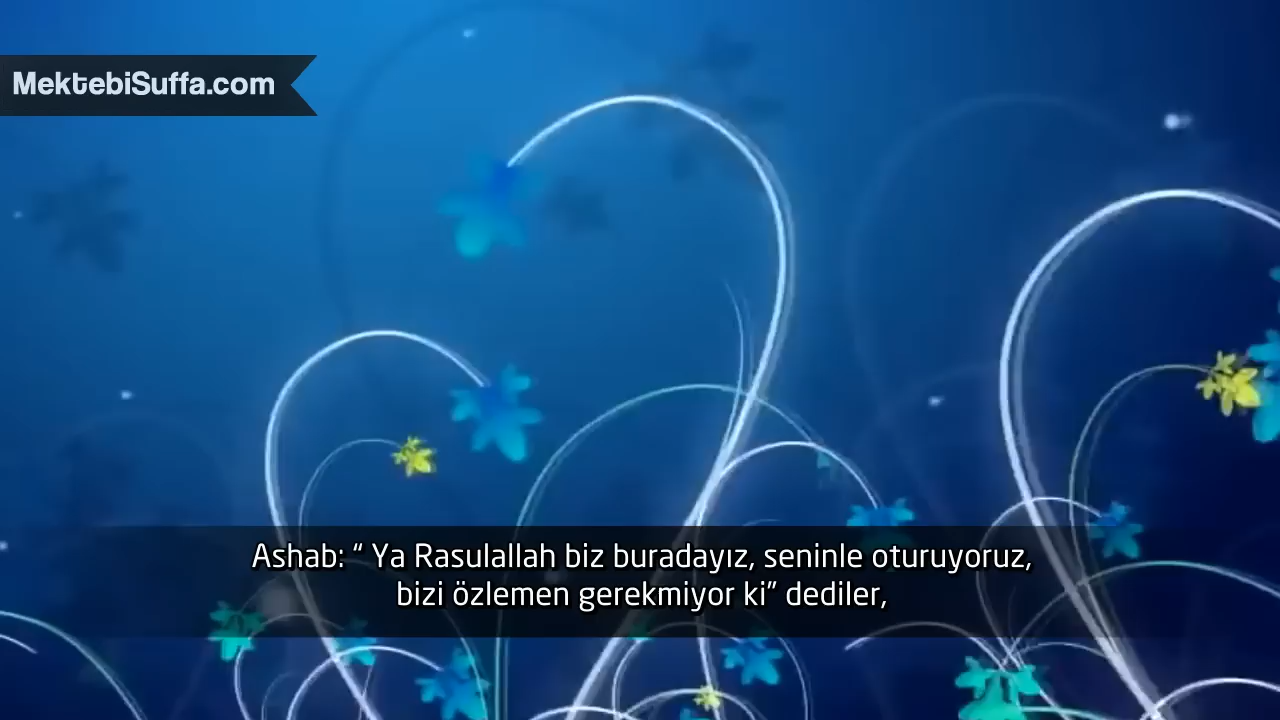 MektebiSuffa.com
Ashab: “ Ya Rasulallah biz buradayız, seninle oturuyoruz,
bizi özlemen gerekmiyor ki” dediler,